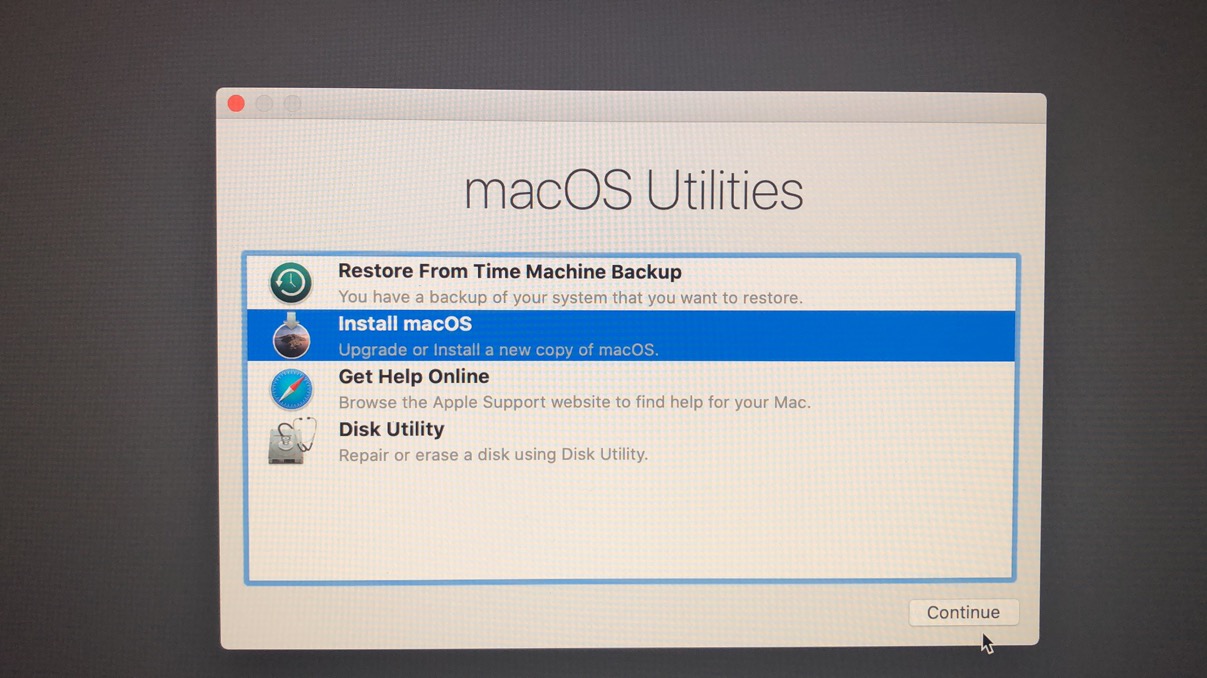 macOS Utilities
Restore From Time Machine Backup
You have a backup of your system that you want to restore.
Install macOS
Upgrade or Install a new copy of macOS.
Get Help Online
Browse the Apple Support website to find help for your Mac.
Disk Utility
Repair or erase a disk using Disk Utility.
Continue